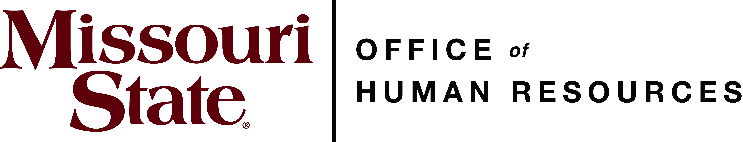 Missouri
State®
OFFICE of
HUMAN RESOURCES